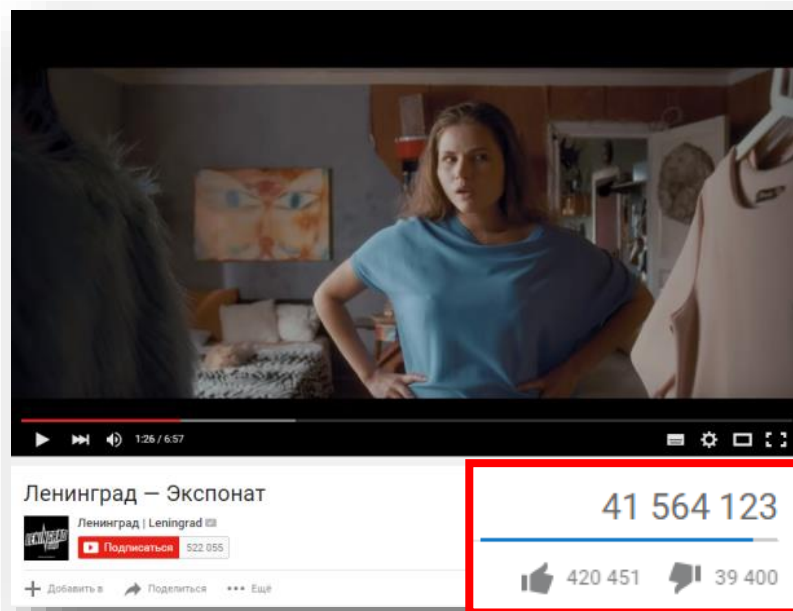 1:26 / 6:57
Ленинград — Экспонат
Ленинград | Leningrad
Подписаться 522 055
Добавить в Поделиться Ещё
41 564 123
420 451 39 400